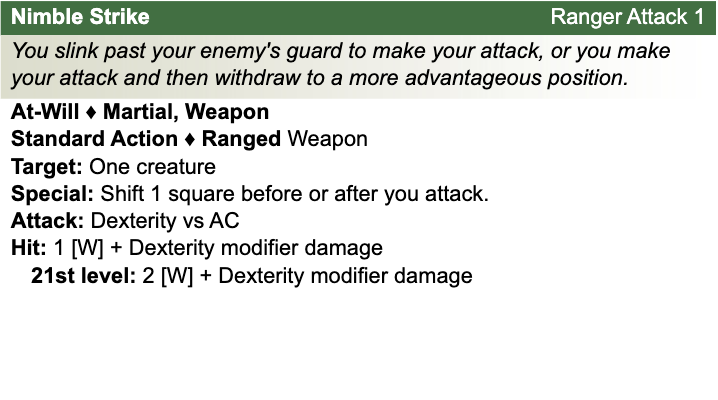 Nimble Strike Ranger Attack 1
You slink past your enemy's guard to make your attack, or you make
your attack and then withdraw to a more advantageous position.
At-Will ♦ Martial, Weapon
Standard Action ♦ Ranged Weapon
Target: One creature
Special: Shift 1 square before or after you attack.
Attack: Dexterity vs AC
Hit: 1 [W] + Dexterity modifier damage
21st level: 2 [W] + Dexterity modifier damage